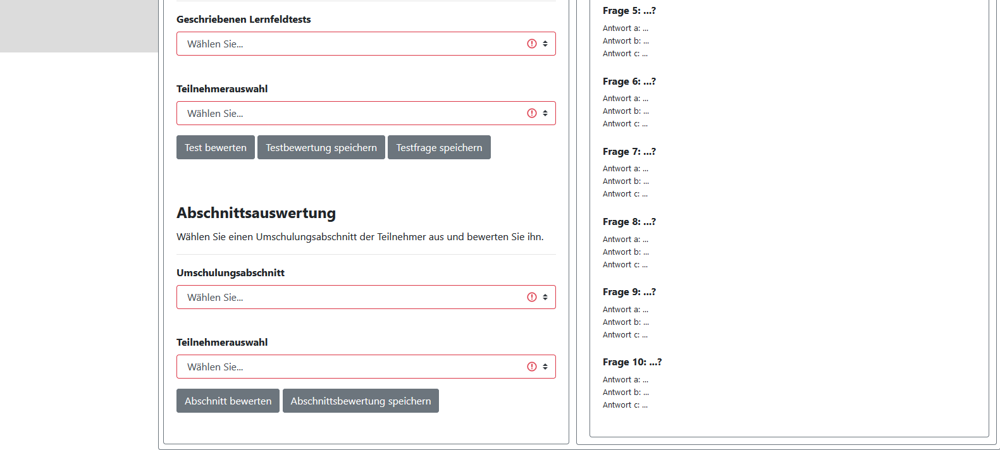 Geschriebenen Lernfeldtests
Wählen Sie...
Teilnehmerauswahl
Wählen Sie...
Test bewerten
Testbewertung speichern
Testfrage speichern
Abschnittsauswertung
Wählen Sie einen Umschulungsabschnitt der Teilnehmer aus und bewerten Sie ihn.
Umschulungsabschnitt
Wählen Sie...
Teilnehmerauswahl
Wählen Sie...
Abschnitt bewerten
Abschnittsbewertung speichern
Frage 5: ...?
Antwort a: ...
Antwort b: ...
Antwort c: ...
Frage 6: ...?
Antwort a: ...
Antwort b: ...
Antwort c: ...
Frage 7: ...?
Antwort a: ...
Antwort b: ...
Antwort c: ...
Frage 8: ...?
Antwort a: ...
Antwort b: ...
Antwort c: ...
Frage 9: ...?
Antwort a: ...
Antwort b: ...
Antwort c: ...
Frage 10: ...?
Antwort a: ...
Antwort b: ...
Antwort c: ...